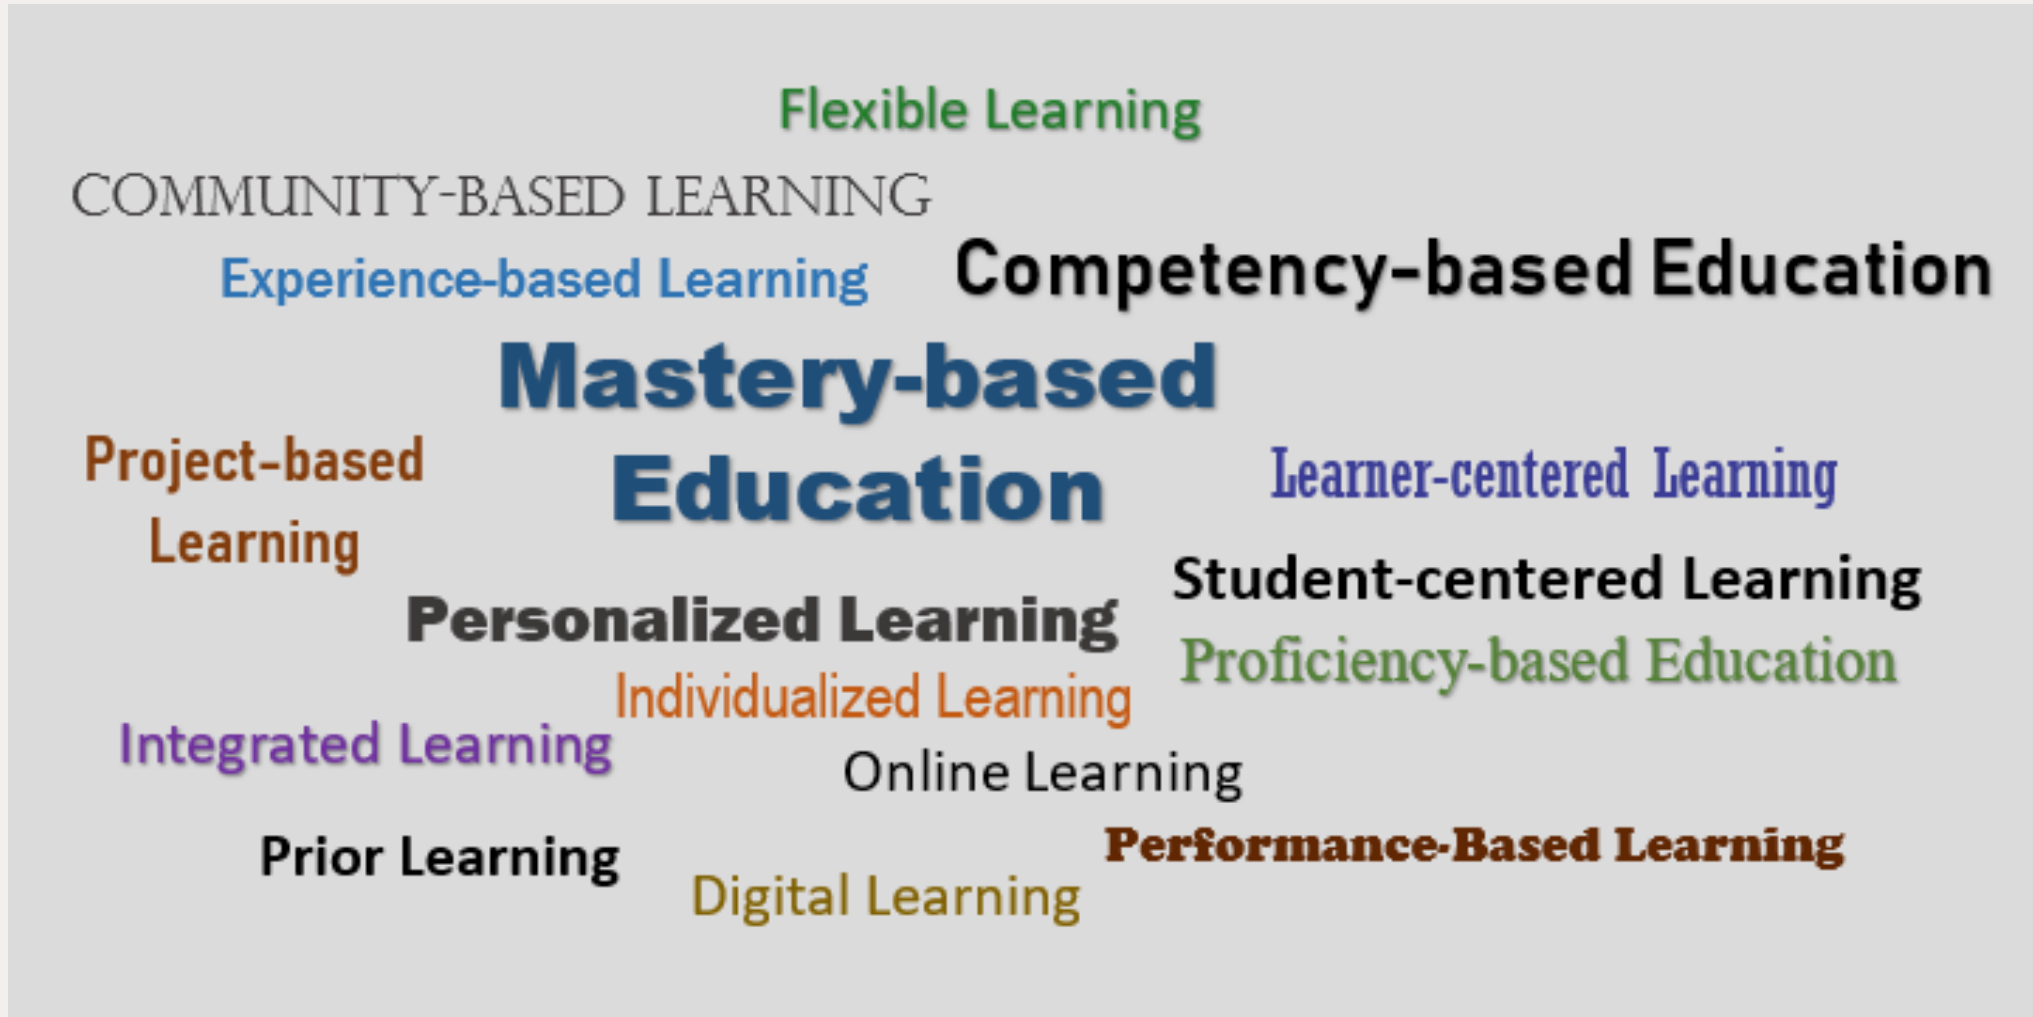 Flexible Learning
COMMUNITY-BASED LEARNING
Competency-based Education
Experience-based Learning
Mastery-based
Education
Project-based
Learning
Learner-centered Learning
Student-centered Learning
Personalized Learning
Proficiency-based Education
Individualized Learning
Integrated Learning
Online Learning
Prior Learning
Performance-Based Learning
Digital Learning